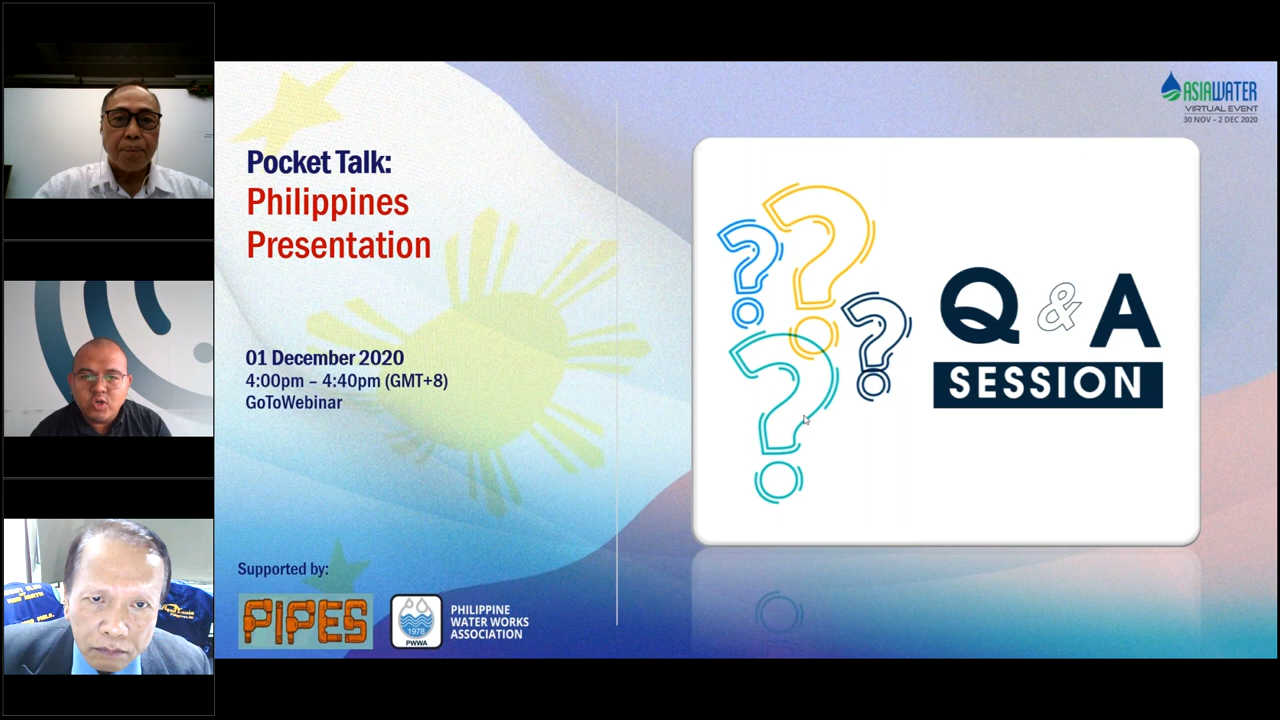 Pocket Talk:
Philippines
Presentation
01 December 2020
4:00pm – 4:40pm (GMT+8)
GoToWebinar
Supported by:
PIPES
1978
PWWA
PHILIPPINE
WATER WORKS
ASSOCIATION
ASIAWATER
VIRTUAL EVENT
30 NOV – 2 DEC 2020
Q & A
SESSION